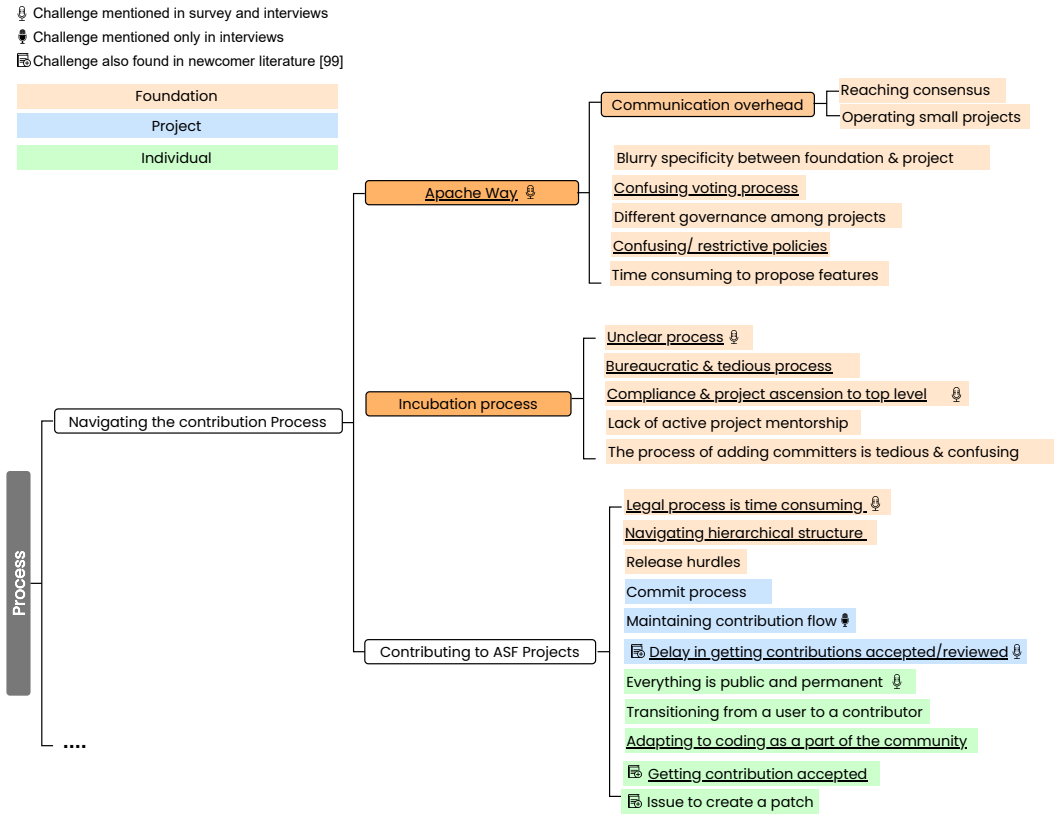 Challenge mentioned in survey and interviews
Challenge mentioned only in interviews
Challenge also found in newcomer literature [99]
Foundation
Project
Individual
Process
Navigating the contribution Process
....
Apache Way
Communication overhead
Reaching consensus
Operating small projects
Blurry specificity between foundation & project
Confusing voting process
Different governance among projects
Confusing/ restrictive policies
Time consuming to propose features
Incubation process
Unclear process
Bureaucratic & tedious process
Compliance & project ascension to top level
Lack of active project mentorship
The process of adding committers is tedious & confusing
Contributing to ASF Projects
Legal process is time consuming
Navigating hierarchical structure
Release hurdles
Commit process
Maintaining contribution flow
Delay in getting contributions accepted/reviewed
Everything is public and permanent
Transitioning from a user to a contributor
Adapting to coding as a part of the community
Getting contribution accepted
Issue to create a patch